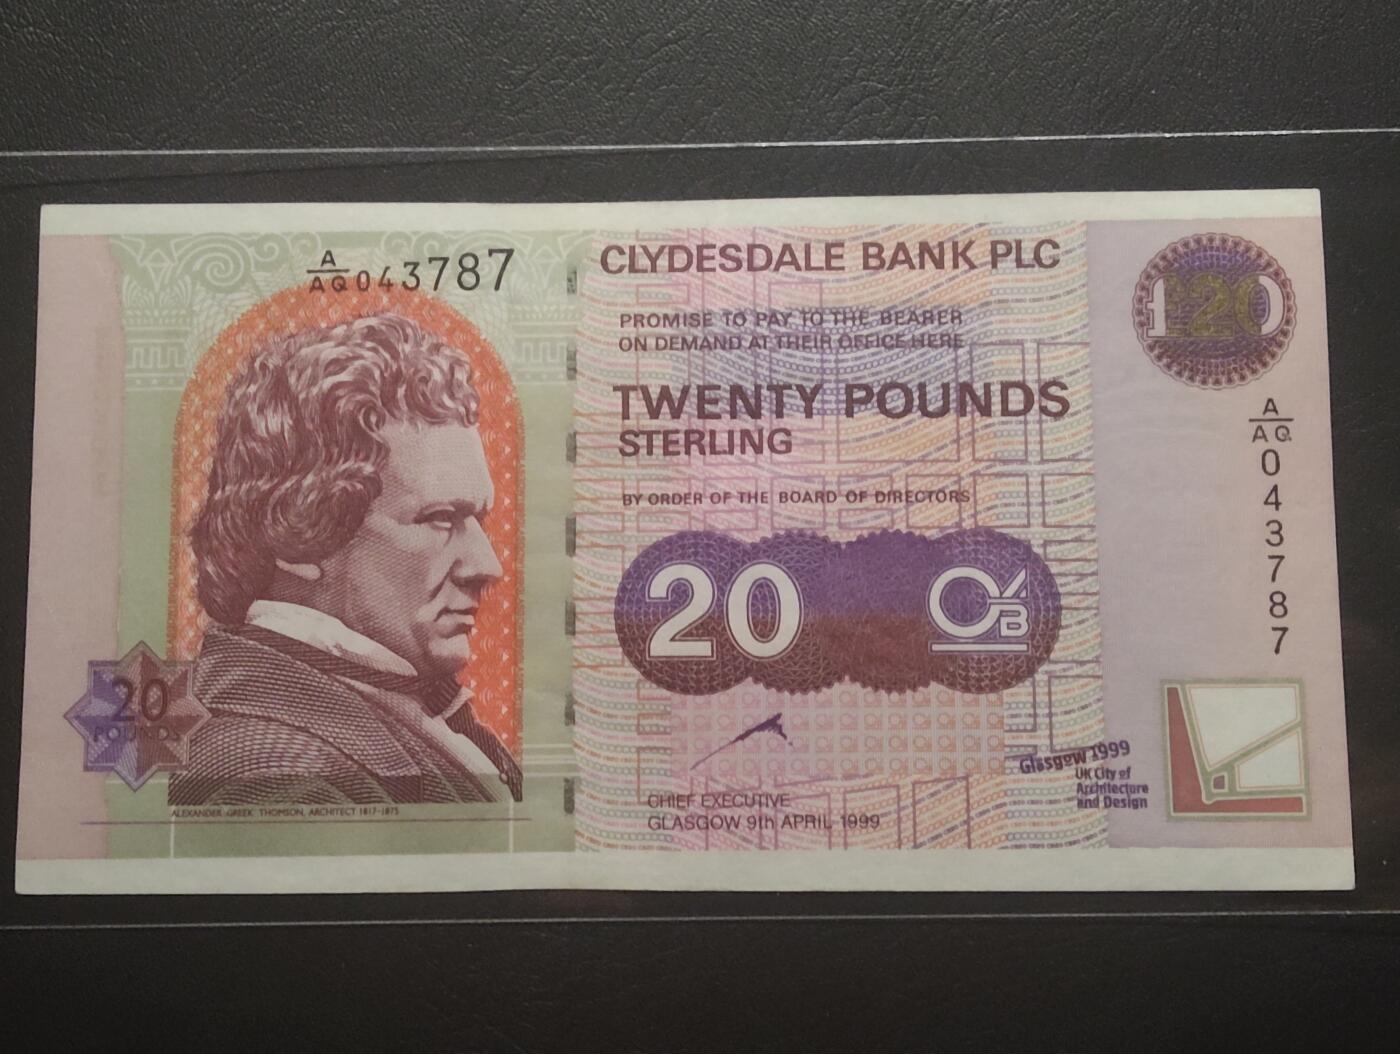 A
AQ 043787
20
POUNDS
ALEXANDER GREEK THOMSON, ARCHITECT 1817-1875
CLYDESDALE BANK PLC
PROMISE TO PAY TO THE BEARER
ON DEMAND AT THEIR OFFICE HERE
TWENTY POUNDS
STERLING
BY ORDER OF THE BOARD OF DIRECTORS
20 CB
CHIEF EXECUTIVE
GLASGOW 9th APRIL 1999
£20
A
AQ
0
4
3
7
8
7
Glasgow 1999
UK City of
Architecture
and Design